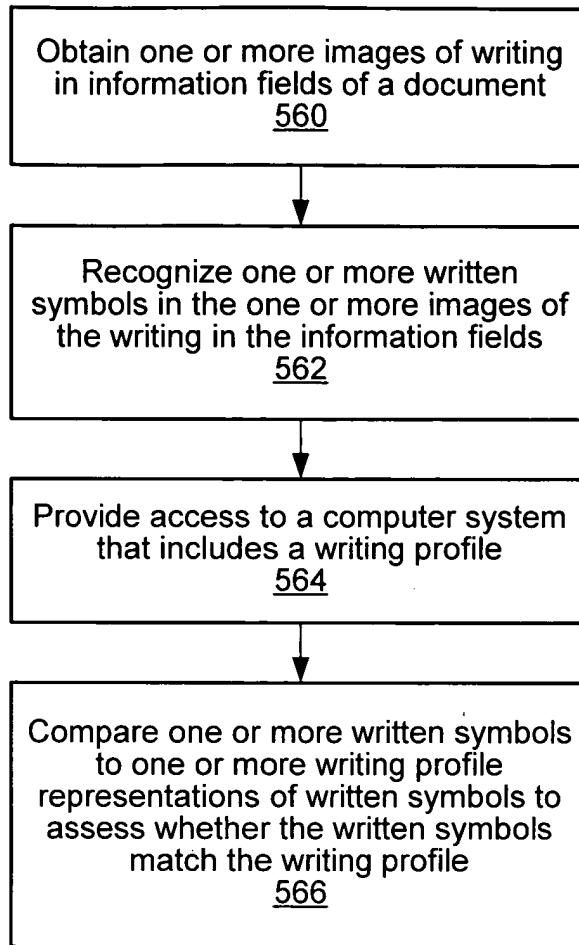 Obtain one or more images of writing
in information fields of a document
560
Recognize one or more written
symbols in the one or more images of
the writing in the information fields
562
Provide access to a computer system
that includes a writing profile
564
Compare one or more written symbols
to one or more writing profile
representations of written symbols to
assess whether the written symbols
match the writing profile
566